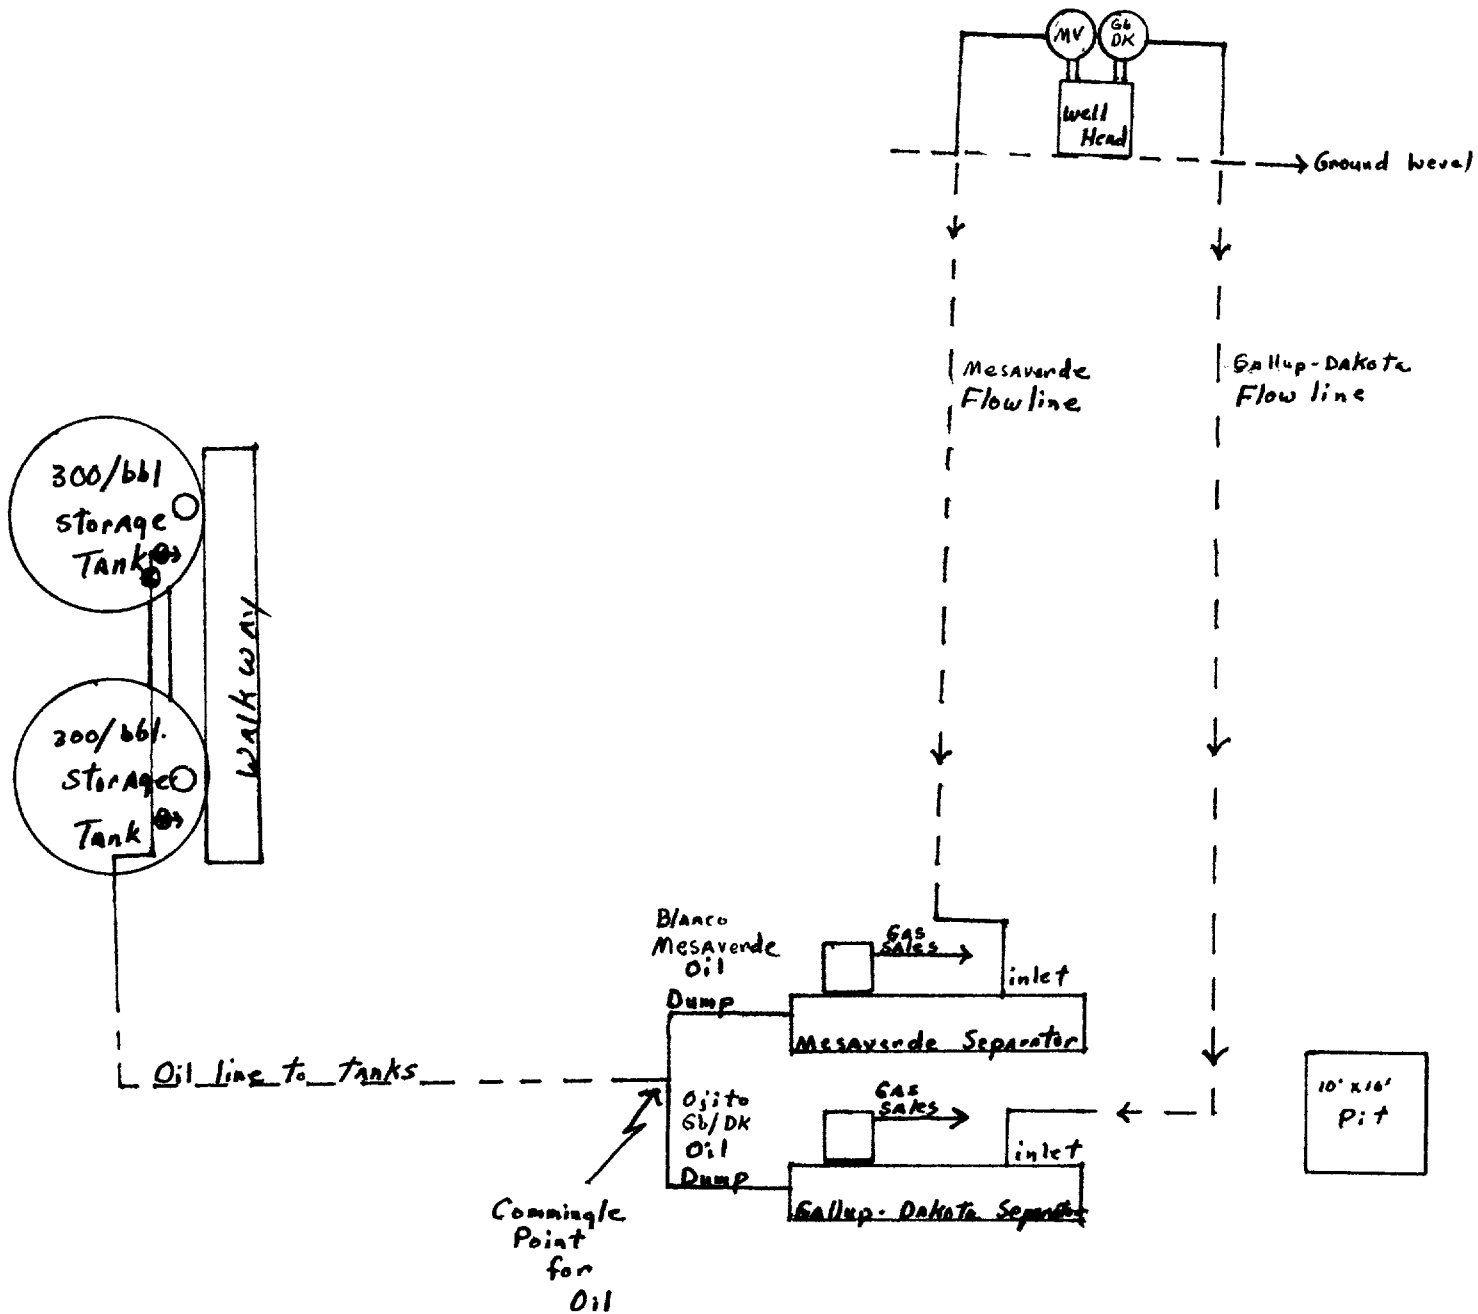 MV
Gb
DK
Well
Head
Ground Level
Mesaverde
Flowline
Gallup-Dakota
Flow line
300/bbl
Storage
Tank
Walkway
300/bbl.
Storage
Tank
Blanco
Mesaverde
Oil
Dump
Gas
Sales
inlet
Mesaverde Separator
Oil line to tanks
Ojito
Gb/DK
Oil
Dump
Gas
Sales
inlet
Gallup-Dakota Separator
10' x 10'
Pit
Commingle
Point
for
Oil